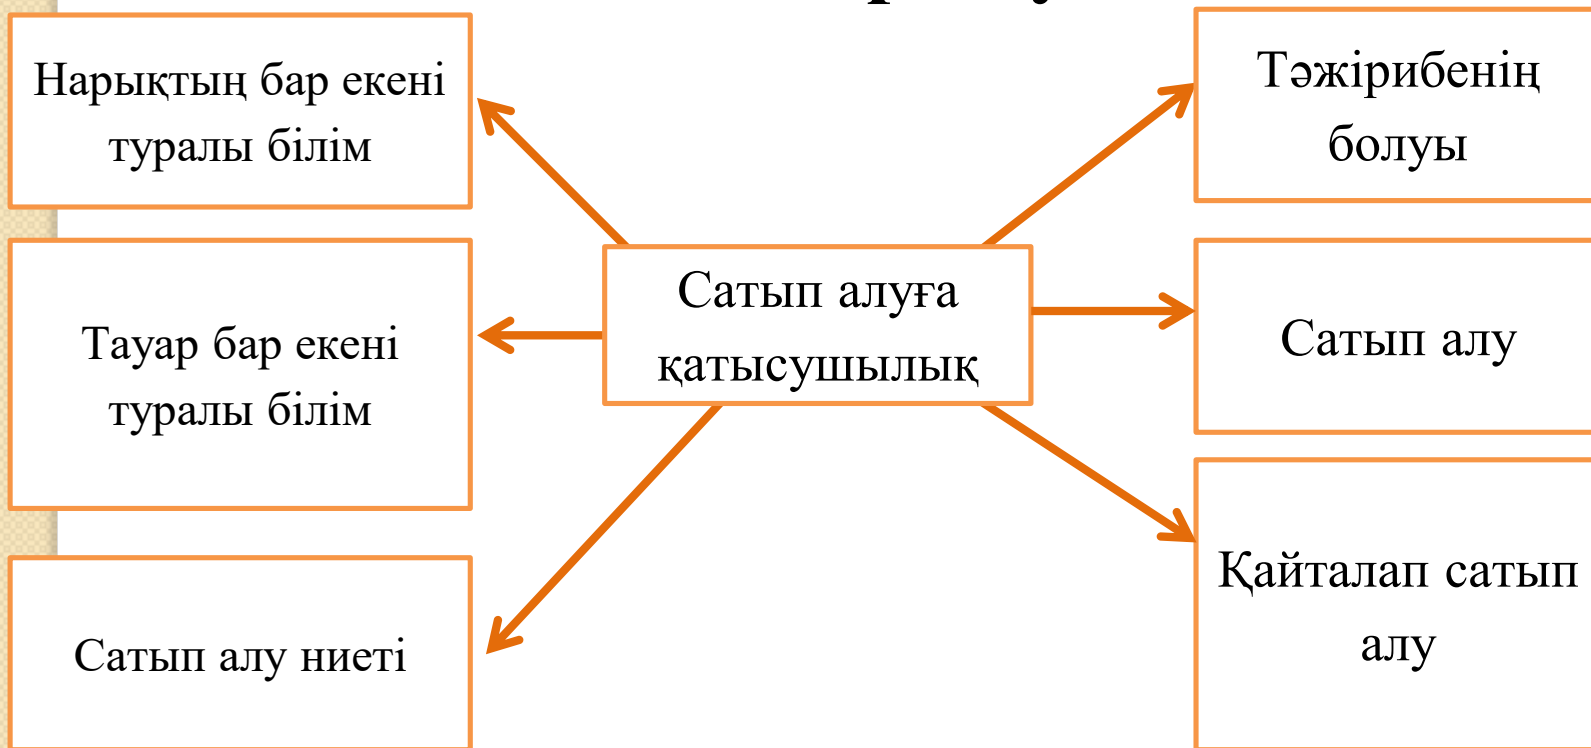 Нарықтың бар екені
туралы білім
Тауар бар екені
туралы білім
Сатып алу ниеті
Сатып алуға
қатысушылық
Тәжірибенің
болуы
Сатып алу
Қайталап сатып
алу